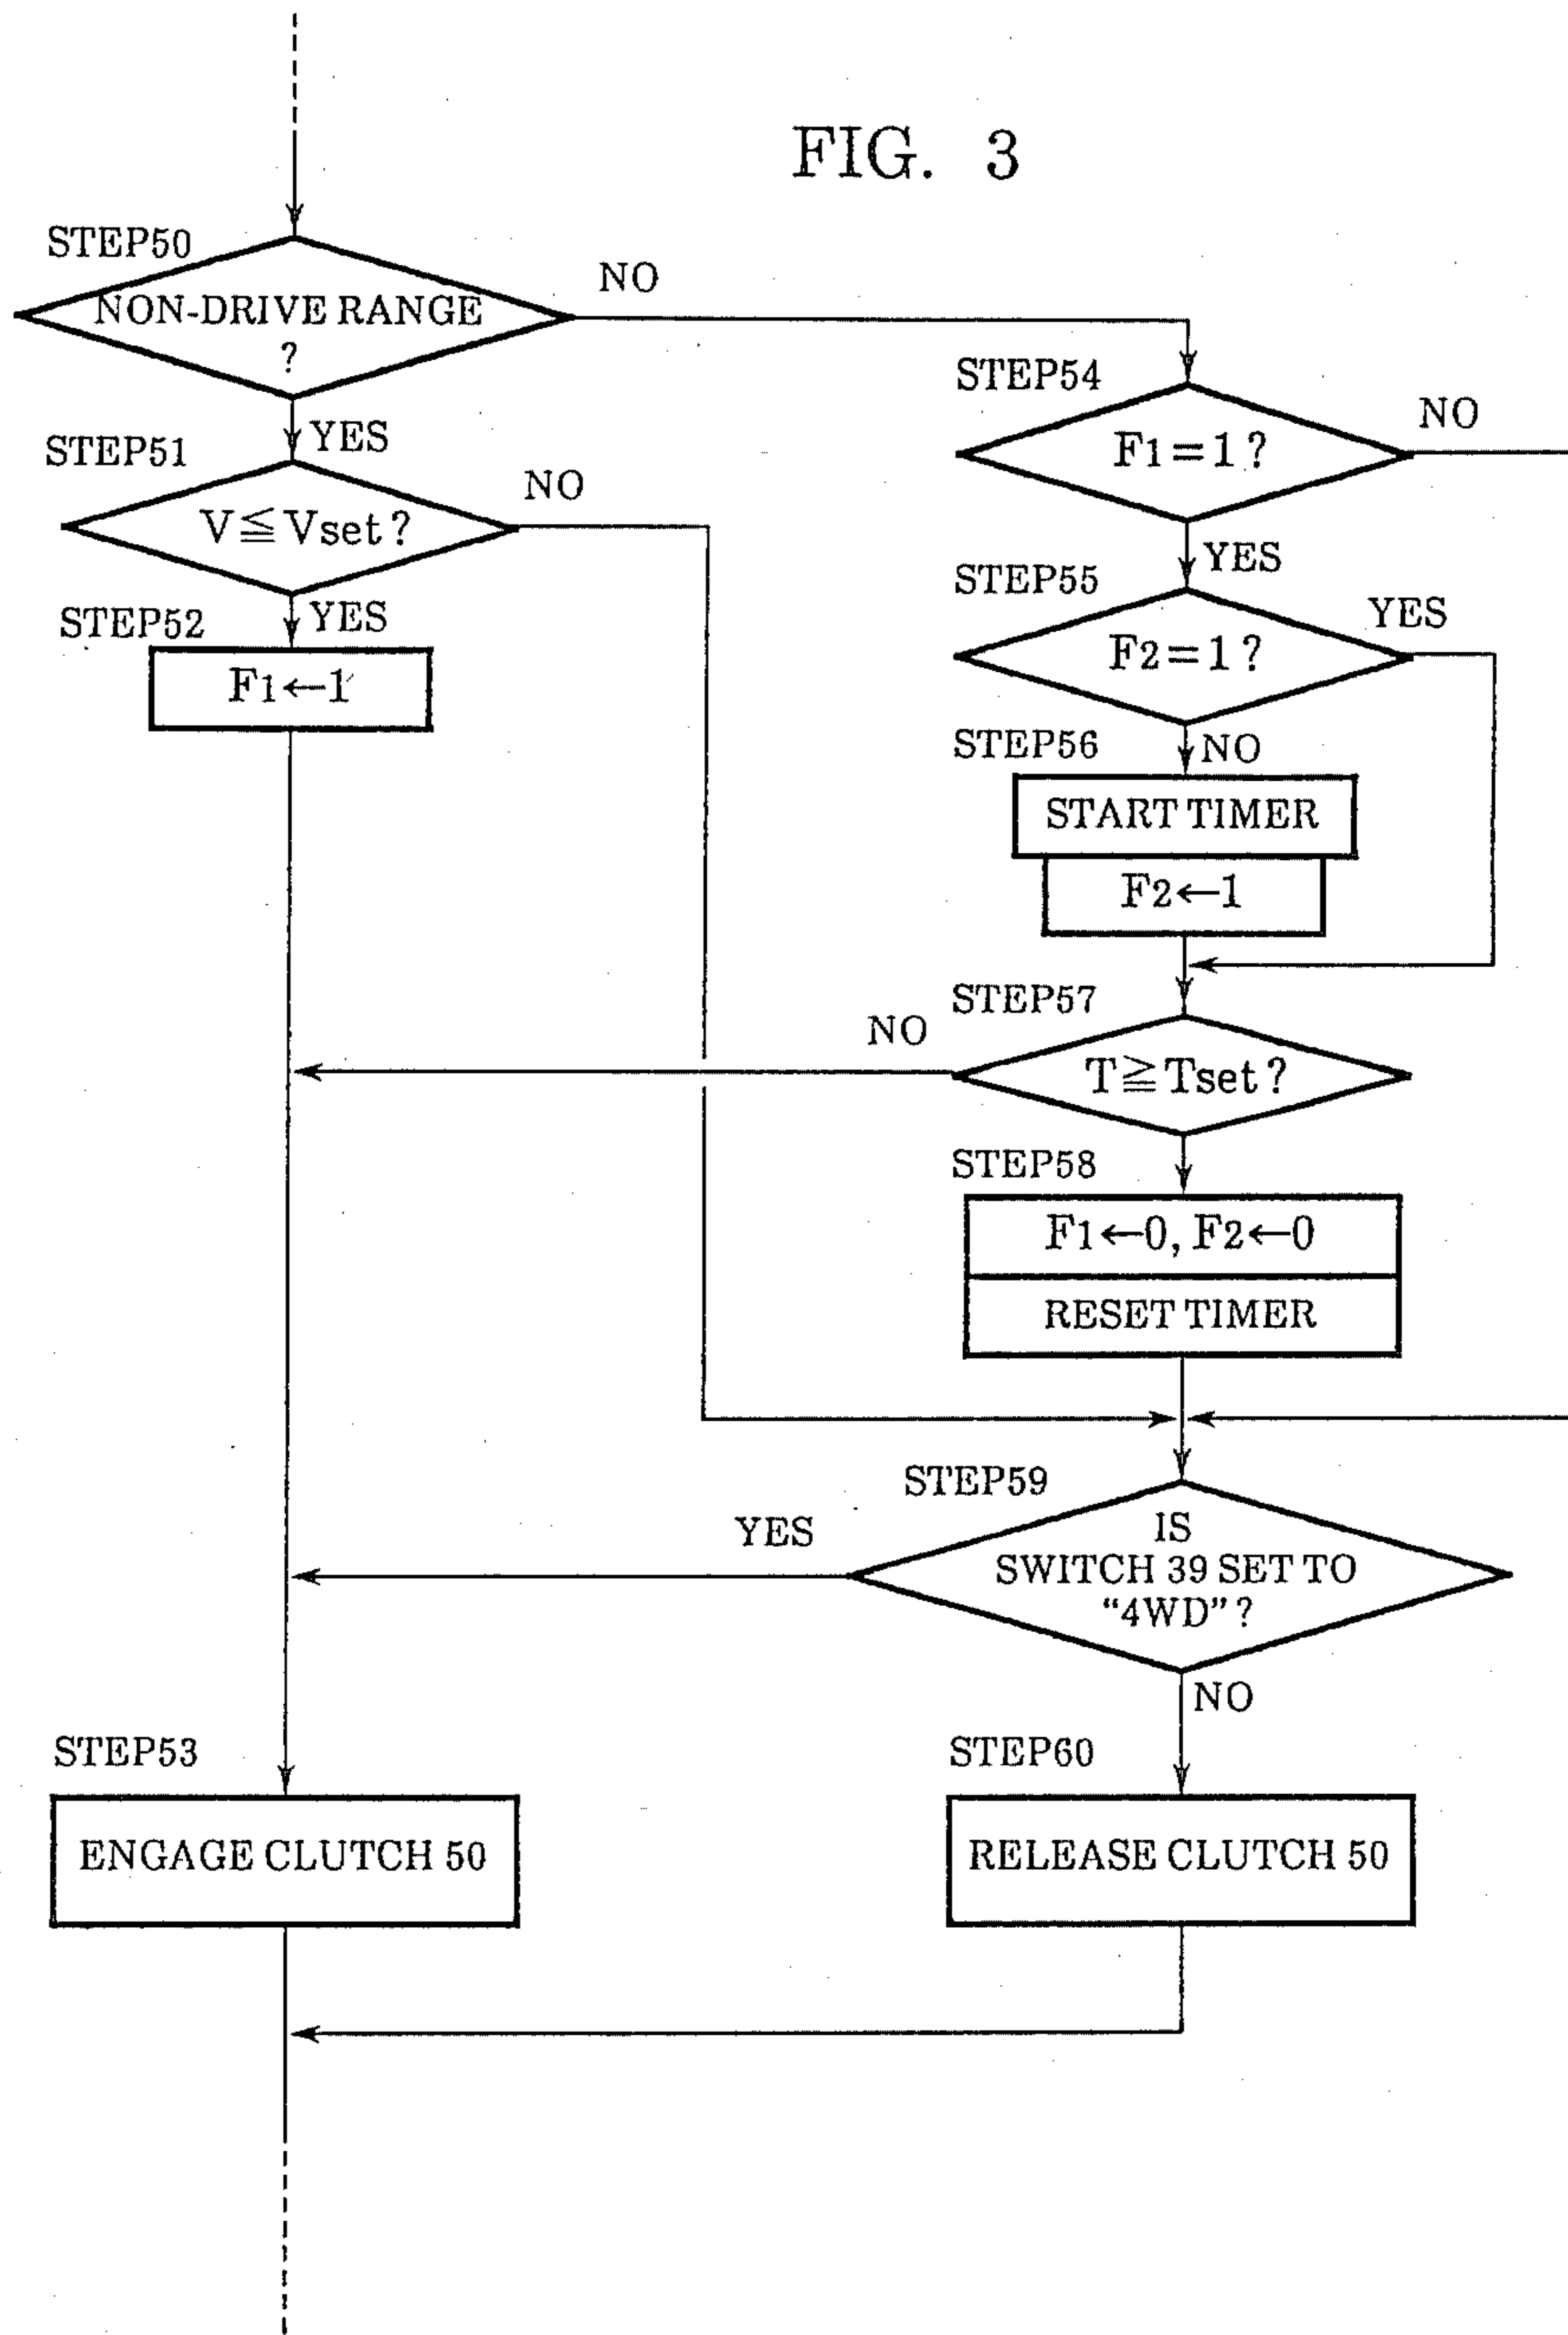 FIG. 3
STEP50
NON-DRIVE RANGE
?
NO
YES
STEP51
V≦Vset?
NO
YES
STEP52
F1←1
STEP54
F1=1?
NO
YES
STEP55
F2=1?
YES
NO
STEP56
START TIMER
F2←1
STEP57
NO
T≧Tset?
STEP58
F1←0, F2←0
RESET TIMER
STEP59
YES
IS
SWITCH 39 SET TO
“4WD”?
NO
STEP53
ENGAGE CLUTCH 50
STEP60
RELEASE CLUTCH 50